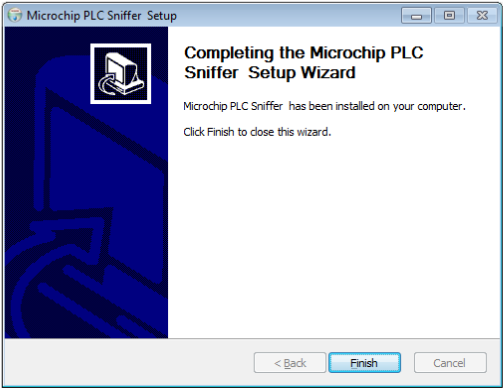 Microchip PLC Sniffer Setup
Completing the Microchip PLC
Sniffer  Setup Wizard
Microchip PLC Sniffer  has been installed on your computer.
Click Finish to close this wizard.
< Back
Finish
Cancel